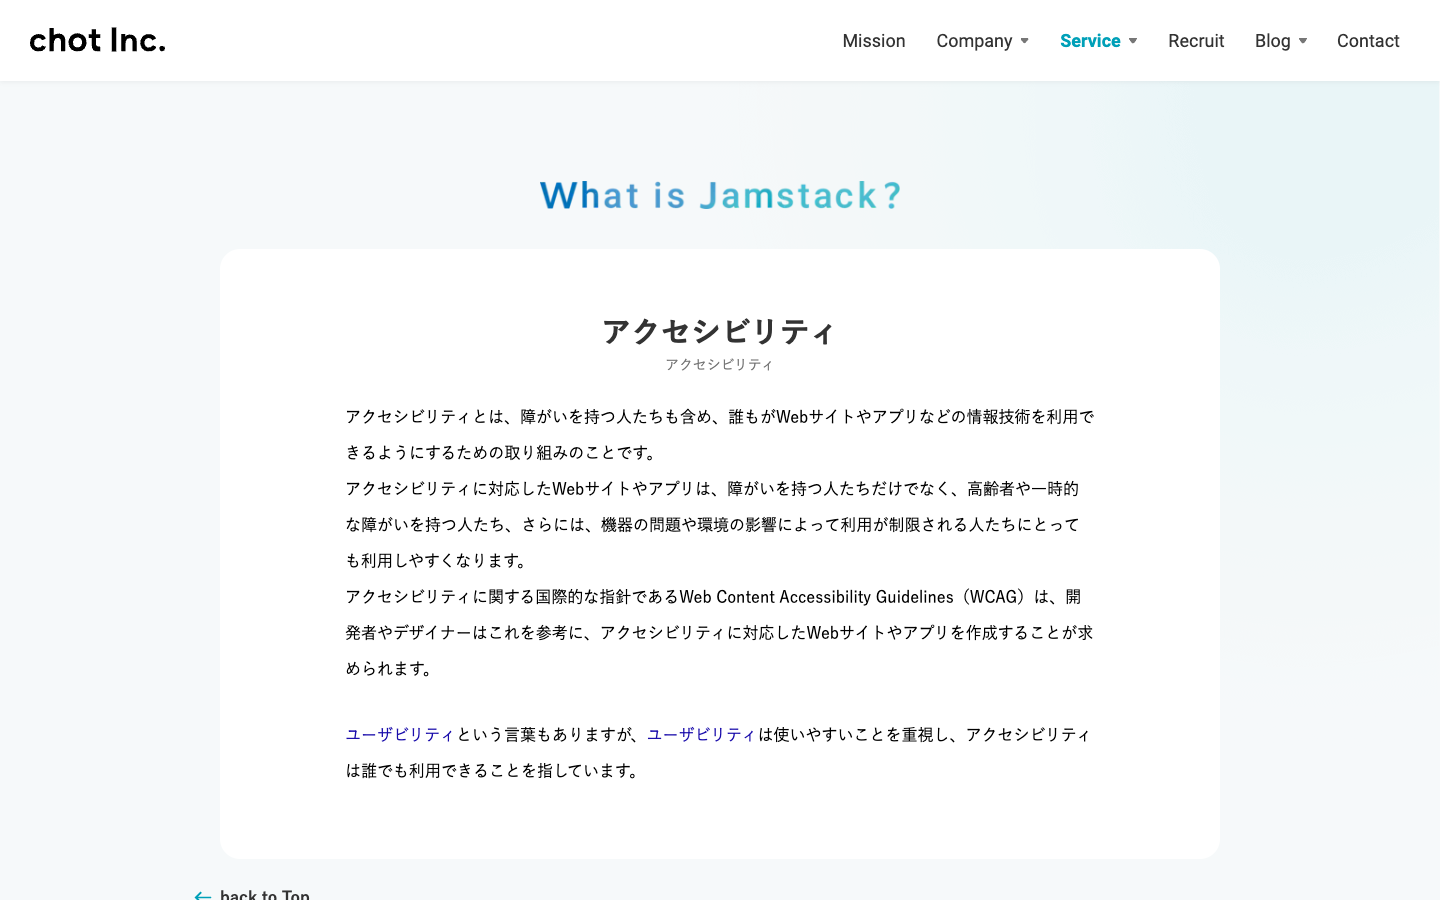 chot Inc.
Mission Company Service Recruit Blog Contact
What is Jamstack?
アクセシビリティ
アクセシビリティ
アクセシビリティとは、障がいを持つ人たちも含め、誰もがWebサイトやアプリなどの情報技術を利用で
きるようにするための取り組みのことです。
アクセシビリティに対応したWebサイトやアプリは、障がいを持つ人たちだけでなく、高齢者や一時的
な障がいを持つ人たち、さらには、機器の問題や環境の影響によって利用が制限される人たちにとって
も利用しやすくなります。
アクセシビリティに関する国際的な指針であるWeb Content Accessibility Guidelines（WCAG）は、開
発者やデザイナーはこれを参考に、アクセシビリティに対応したWebサイトやアプリを作成することが求
められます。
ユーザビリティという言葉もありますが、ユーザビリティは使いやすいことを重視し、アクセシビリティ
は誰でも利用できることを指しています。
back to Top